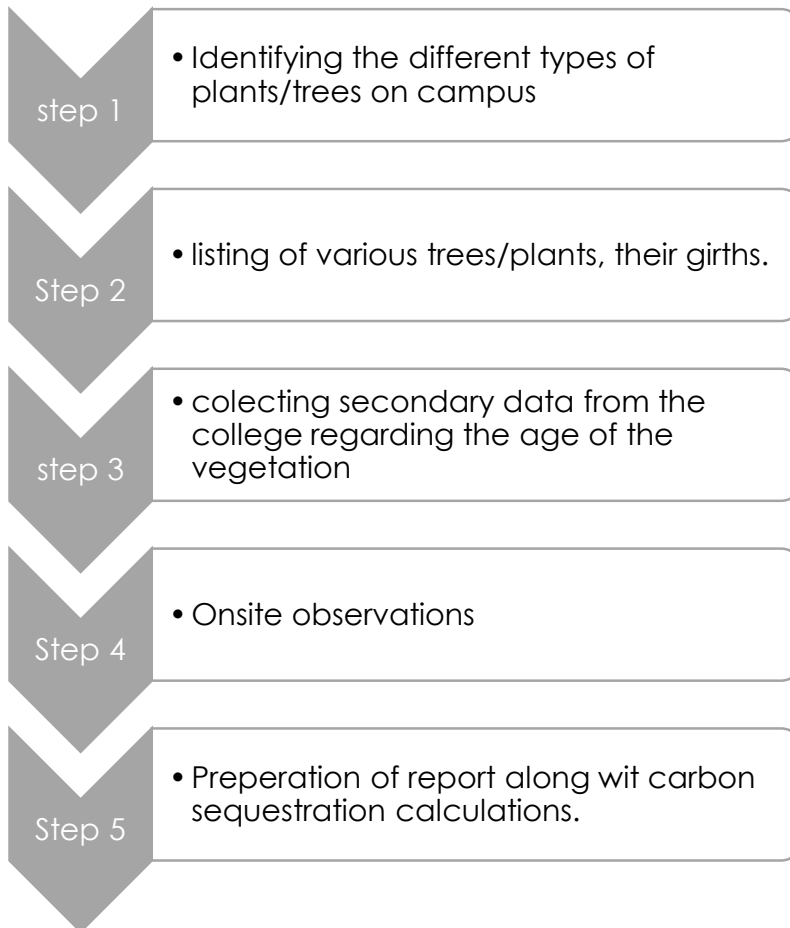 step 1
• Identifying the different types of
plants/trees on campus
Step 2
• listing of various trees/plants, their girths.
step 3
• colecting secondary data from the
college regarding the age of the
vegetation
Step 4
• Onsite observations
Step 5
• Preperation of report along wit carbon
sequestration calculations.